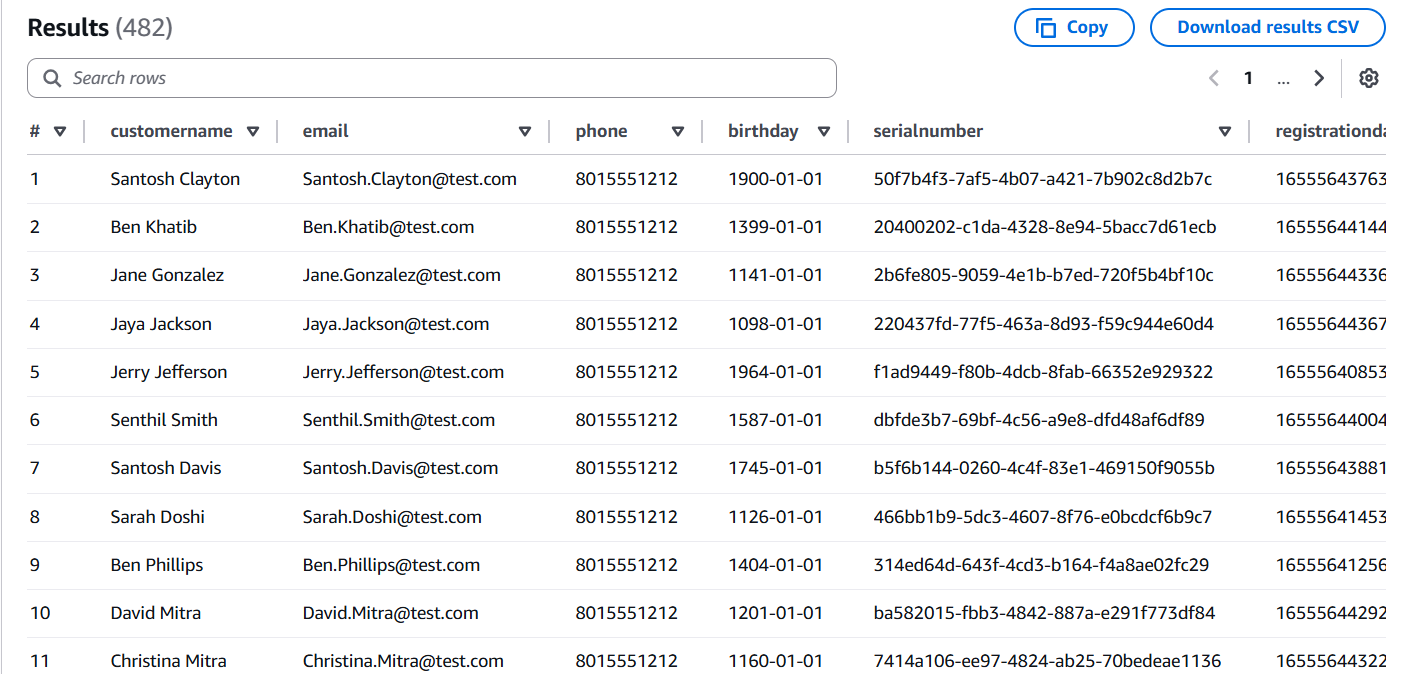 Results (482) Copy Download results CSV
Search rows 1 ...
# customername email phone birthday serialnumber registrationda
1 Santosh Clayton Santosh.Clayton@test.com 8015551212 1900-01-01 50f7b4f3-7af5-4b07-a421-7b902c8d2b7c 16555643763
2 Ben Khatib Ben.Khatib@test.com 8015551212 1399-01-01 20400202-c1da-4328-8e94-5bacc7d61ecb 16555644144
3 Jane Gonzalez Jane.Gonzalez@test.com 8015551212 1141-01-01 2b6fe805-9059-4e1b-b7ed-720f5b4bf10c 16555644336
4 Jaya Jackson Jaya.Jackson@test.com 8015551212 1098-01-01 220437fd-77f5-463a-8d93-f59c944e60d4 16555644367
5 Jerry Jefferson Jerry.Jefferson@test.com 8015551212 1964-01-01 f1ad9449-f80b-4dcb-8fab-66352e929322 16555640853
6 Senthil Smith Senthil.Smith@test.com 8015551212 1587-01-01 dbfde3b7-69bf-4c56-a9e8-dfd48af6df89 16555644004
7 Santosh Davis Santosh.Davis@test.com 8015551212 1745-01-01 b5f6b144-0260-4c4f-83e1-469150f9055b 16555643881
8 Sarah Doshi Sarah.Doshi@test.com 8015551212 1126-01-01 466bb1b9-5dc3-4607-8f76-e0bcdcf6b9c7 16555641453
9 Ben Phillips Ben.Phillips@test.com 8015551212 1404-01-01 314ed64d-643f-4cd3-b164-f4a8ae02fc29 16555641256
10 David Mitra David.Mitra@test.com 8015551212 1201-01-01 ba582015-fbb3-4842-887a-e291f773df84 16555644292
11 Christina Mitra Christina.Mitra@test.com 8015551212 1160-01-01 7414a106-ee97-4824-ab25-70bedeae1136 16555644322